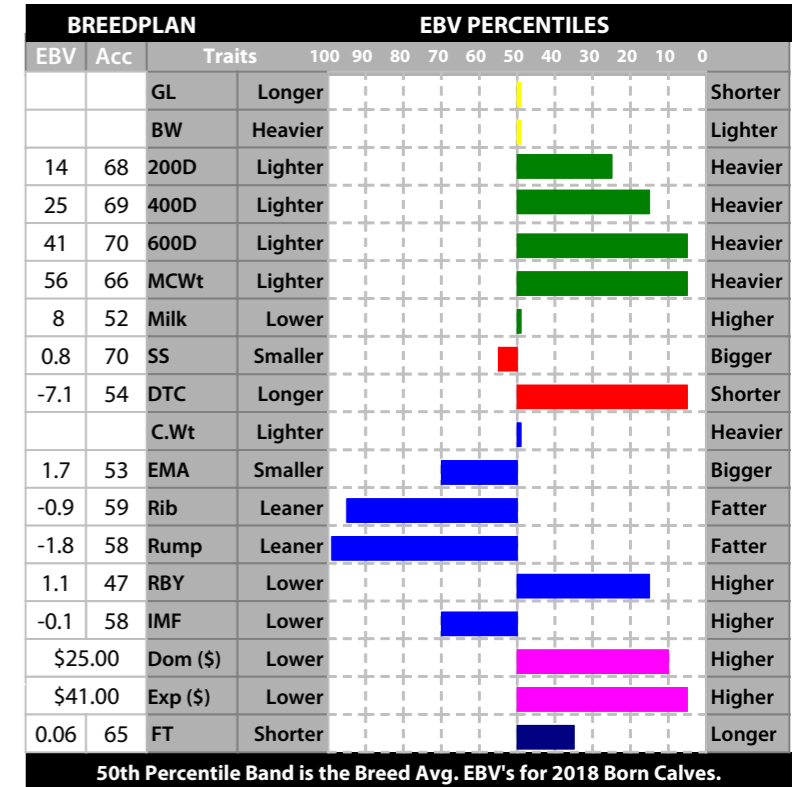 BREEDPLAN EBV PERCENTILES
EBV Acc Traits 100 90 80 70 60 50 40 30 20 10 0
GL Longer Shorter
BW Heavier Lighter
14 68 200D Lighter Heavier
25 69 400D Lighter Heavier
41 70 600D Lighter Heavier
56 66 MCWt Lighter Heavier
8 52 Milk Lower Higher
0.8 70 SS Smaller Bigger
-7.1 54 DTC Longer Shorter
C.Wt Lighter Heavier
1.7 53 EMA Smaller Bigger
-0.9 59 Rib Leaner Fatter
-1.8 58 Rump Leaner Fatter
1.1 47 RBY Lower Higher
-0.1 58 IMF Lower Higher
$25.00 Dom ($) Lower Higher
$41.00 Exp ($) Lower Higher
0.06 65 FT Shorter Longer
50th Percentile Band is the Breed Avg. EBV's for 2018 Born Calves.